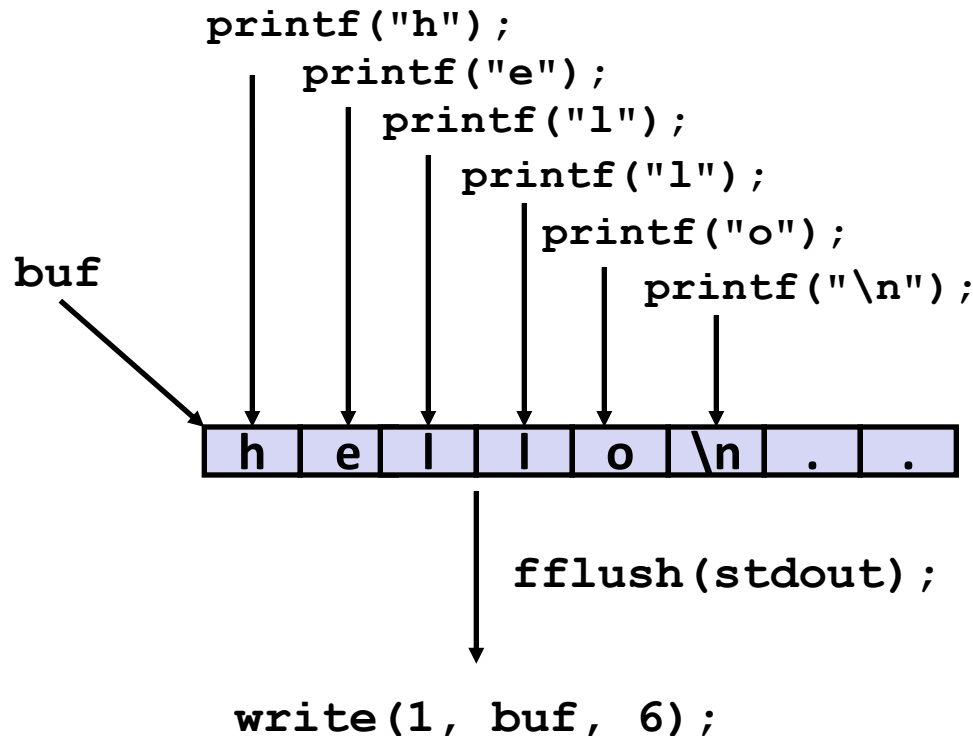 printf("h");
printf("e");
printf("l");
printf("l");
printf("o");
buf
printf("\n");
h e l l o \n . .
fflush(stdout);
write(1, buf, 6);